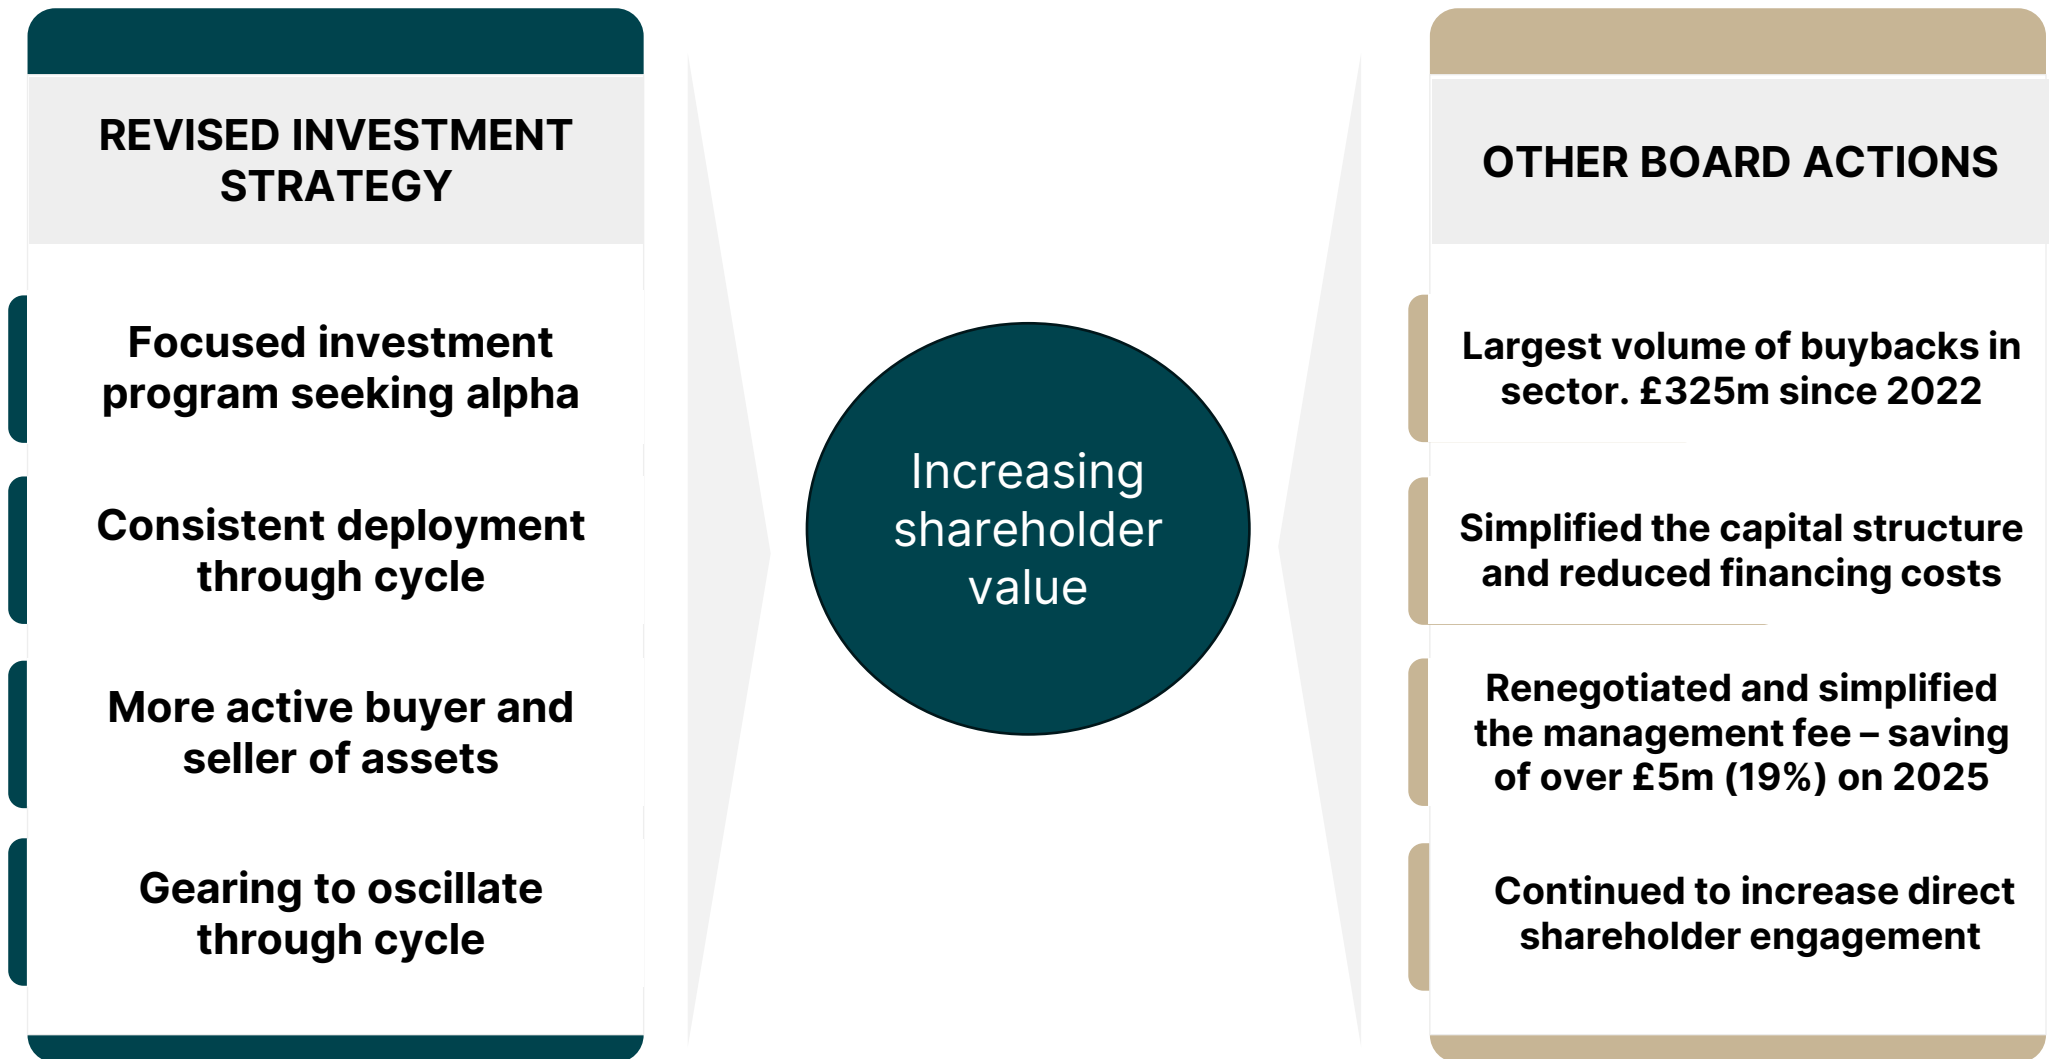 REVISED INVESTMENT
STRATEGY
Focused investment
program seeking alpha
Consistent deployment
through cycle
More active buyer and
seller of assets
Gearing to oscillate
through cycle
Increasing
shareholder
value
OTHER BOARD ACTIONS
Largest volume of buybacks in
sector. £325m since 2022
Simplified the capital structure
and reduced financing costs
Renegotiated and simplified
the management fee – saving
of over £5m (19%) on 2025
Continued to increase direct
shareholder engagement